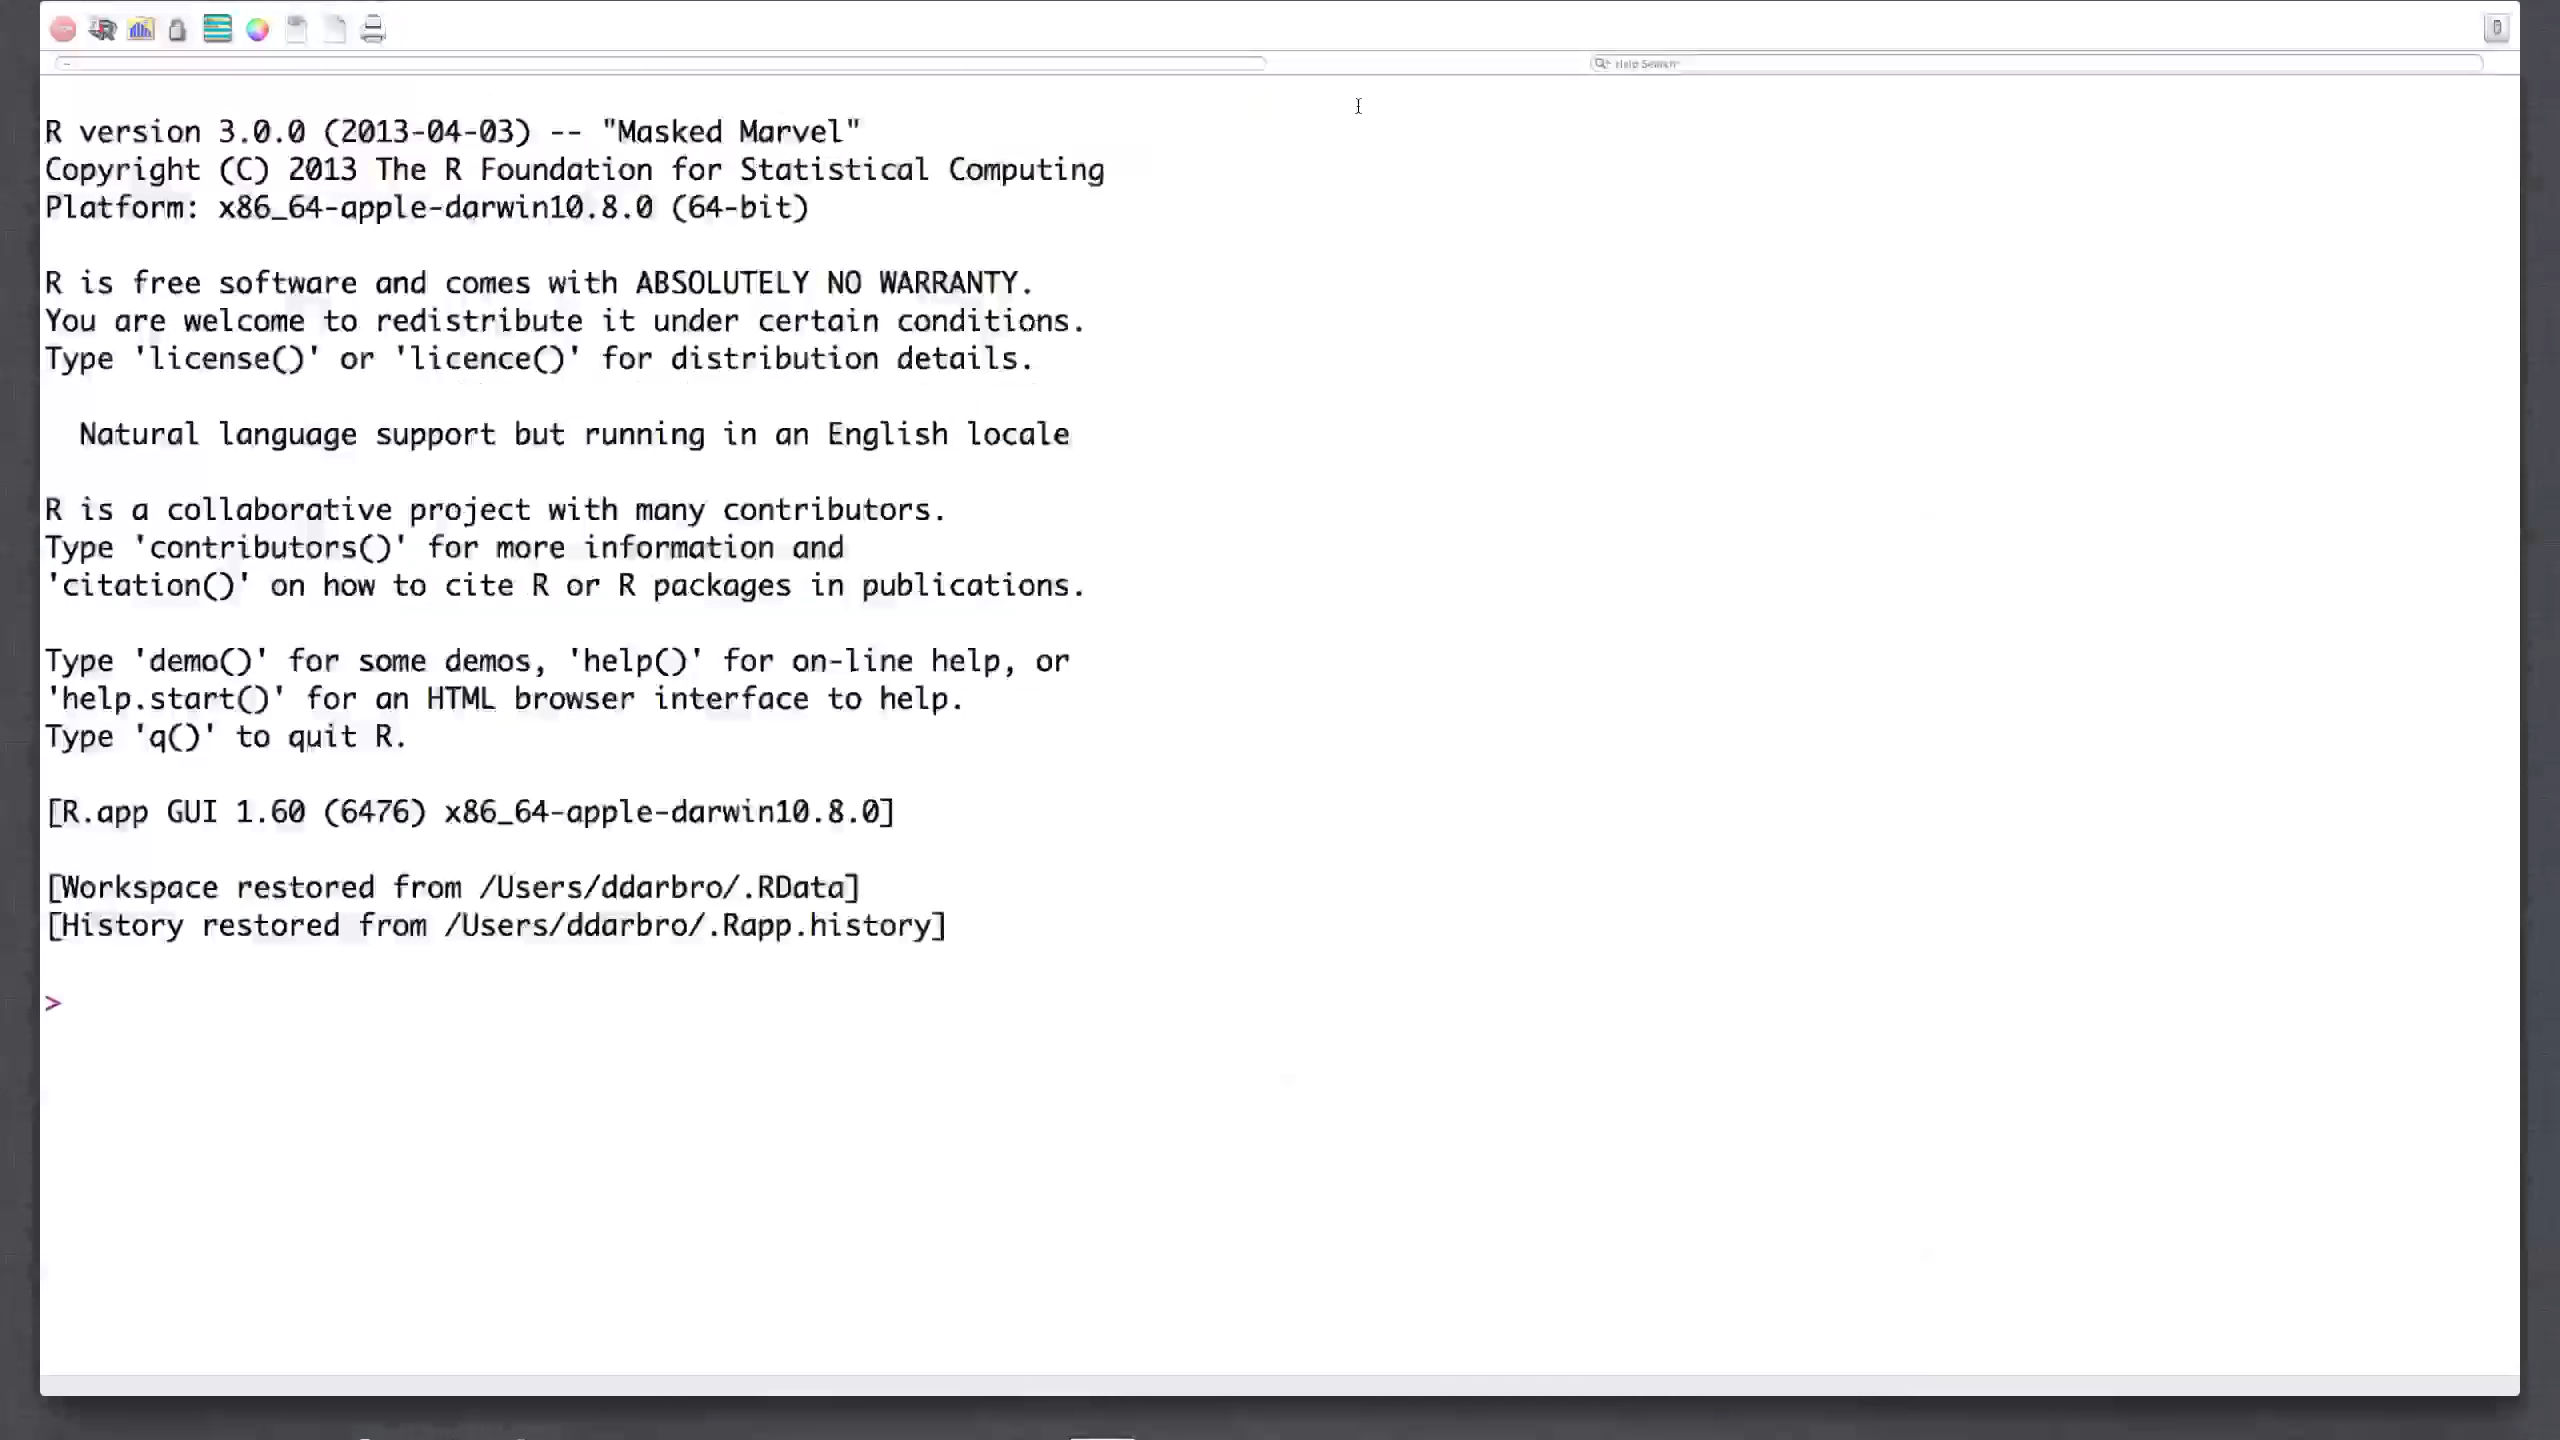 Help Search
R version 3.0.0 (2013-04-03) -- "Masked Marvel"
Copyright (C) 2013 The R Foundation for Statistical Computing
Platform: x86_64-apple-darwin10.8.0 (64-bit)
R is free software and comes with ABSOLUTELY NO WARRANTY.
You are welcome to redistribute it under certain conditions.
Type 'license()' or 'licence()' for distribution details.
Natural language support but running in an English locale
R is a collaborative project with many contributors.
Type 'contributors()' for more information and
'citation()' on how to cite R or R packages in publications.
Type 'demo()' for some demos, 'help()' for on-line help, or
'help.start()' for an HTML browser interface to help.
Type 'q()' to quit R.
[R.app GUI 1.60 (6476) x86_64-apple-darwin10.8.0]
[Workspace restored from /Users/ddarbro/.RData]
[History restored from /Users/ddarbro/.Rapp.history]
>